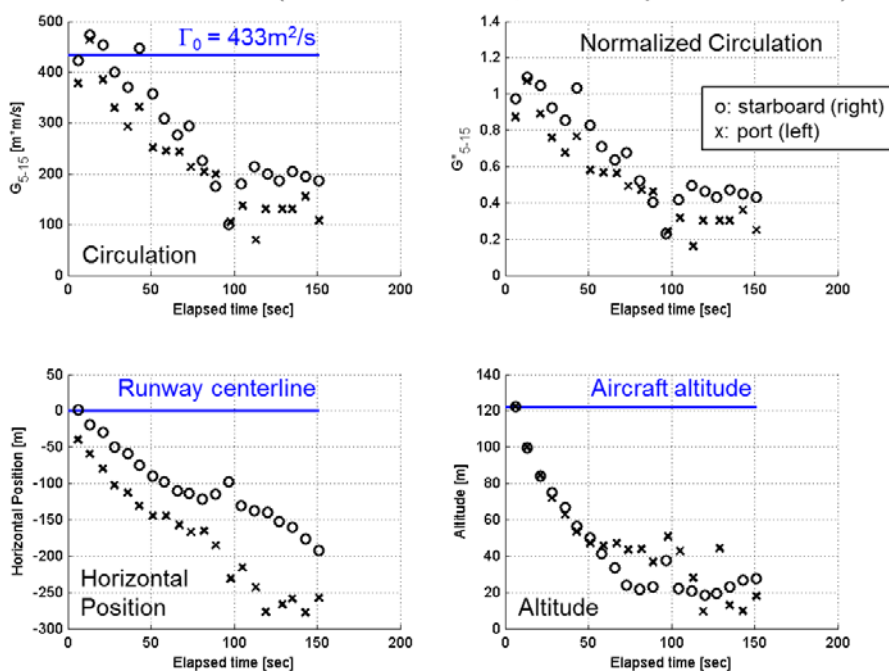 Γ₀ = 433m²/s
G₅₋₁₅ [m*m/s]
500
400
300
200
100
0
Circulation
0 50 100 150 200
Elapsed time [sec]
Normalized Circulation
G*₅₋₁₅
1.4
1.2
1
0.8
0.6
0.4
0.2
0
o: starboard (right)
x: port (left)
0 50 100 150 200
Elapsed time [sec]
Runway centerline
Horizontal Position [m]
50
0
-50
-100
-150
-200
-250
-300
Horizontal
Position
0 50 100 150 200
Elapsed time [sec]
Aircraft altitude
Altitude [m]
140
120
100
80
60
40
20
0
Altitude
0 50 100 150 200
Elapsed time [sec]